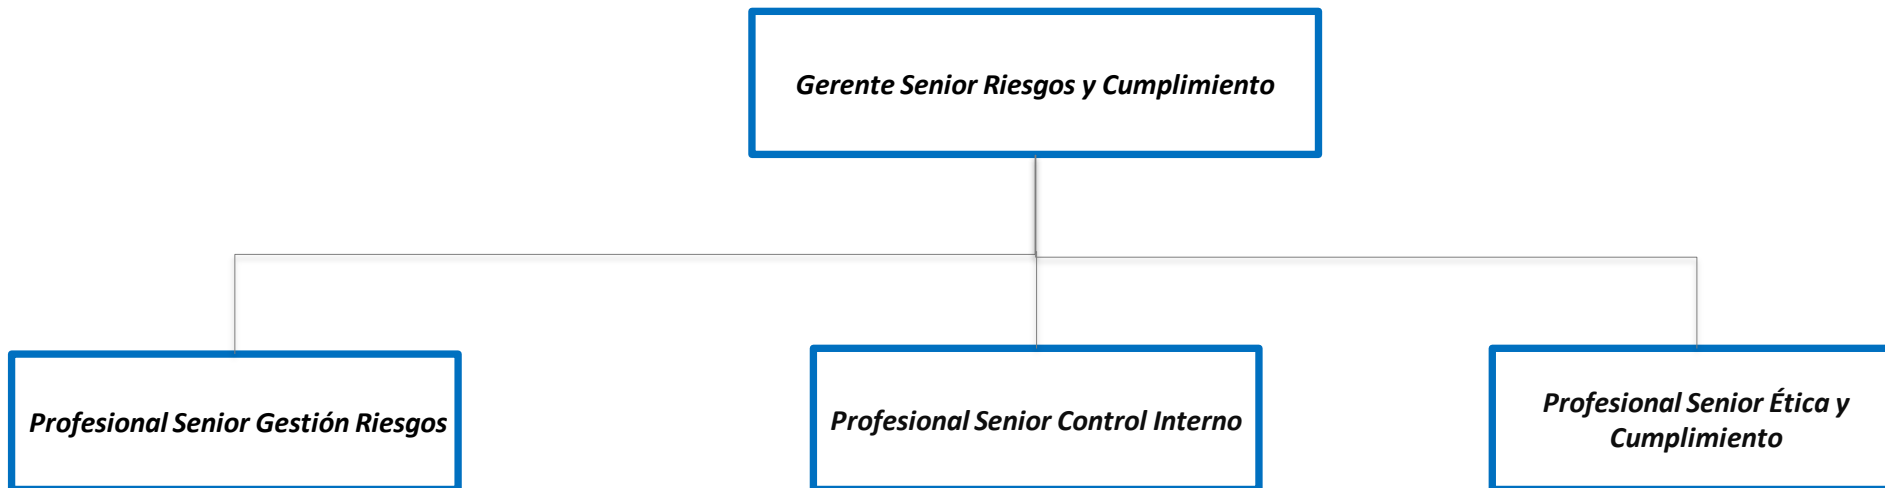 Gerente Senior Riesgos y Cumplimiento
Profesional Senior Gestión Riesgos
Profesional Senior Control Interno
Profesional Senior Ética y
Cumplimiento